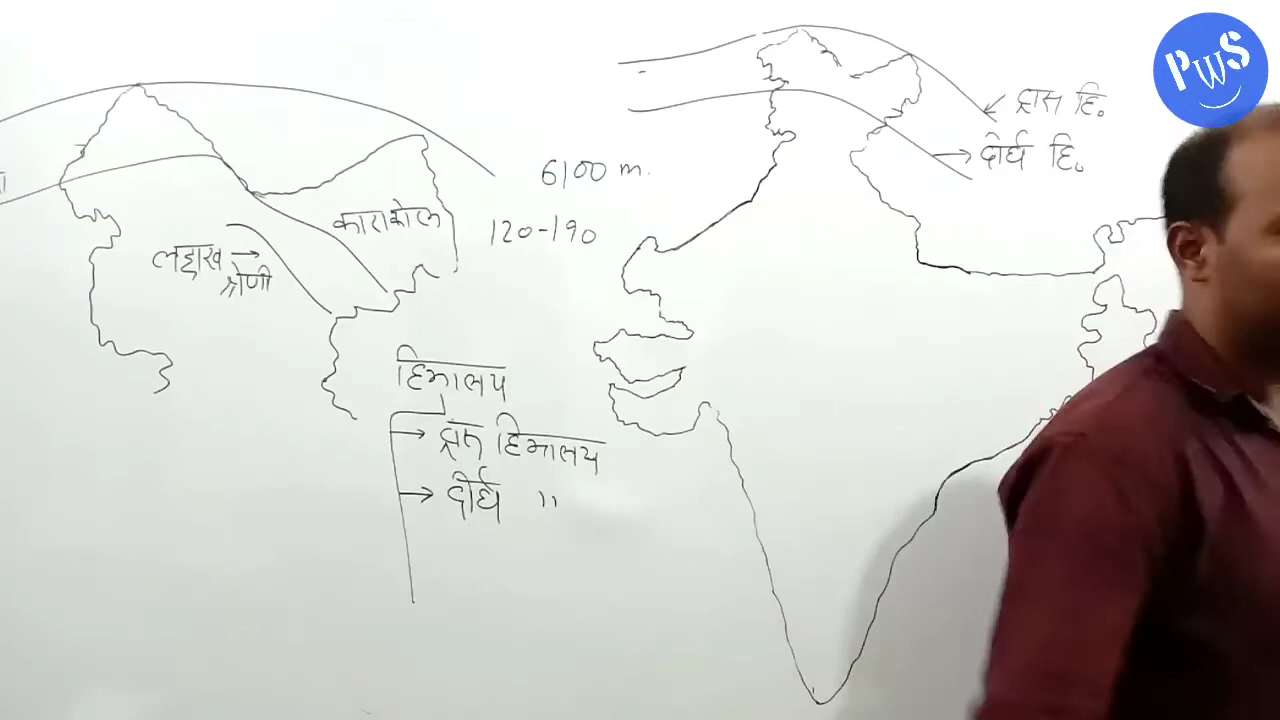 PWS
ट्रांस हि॰
दीर्घ हि॰
6100 m.
120-190
काराकोरम
लद्दाख
श्रेणी
हिमालय
ट्रांस हिमालय
दीर्घ "